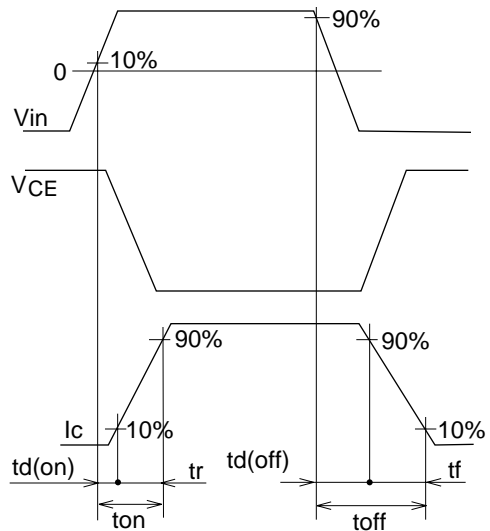 90%
10%
0
Vin
VCE
90%
90%
Ic
10%
10%
td(on)
tr
td(off)
tf
ton
toff